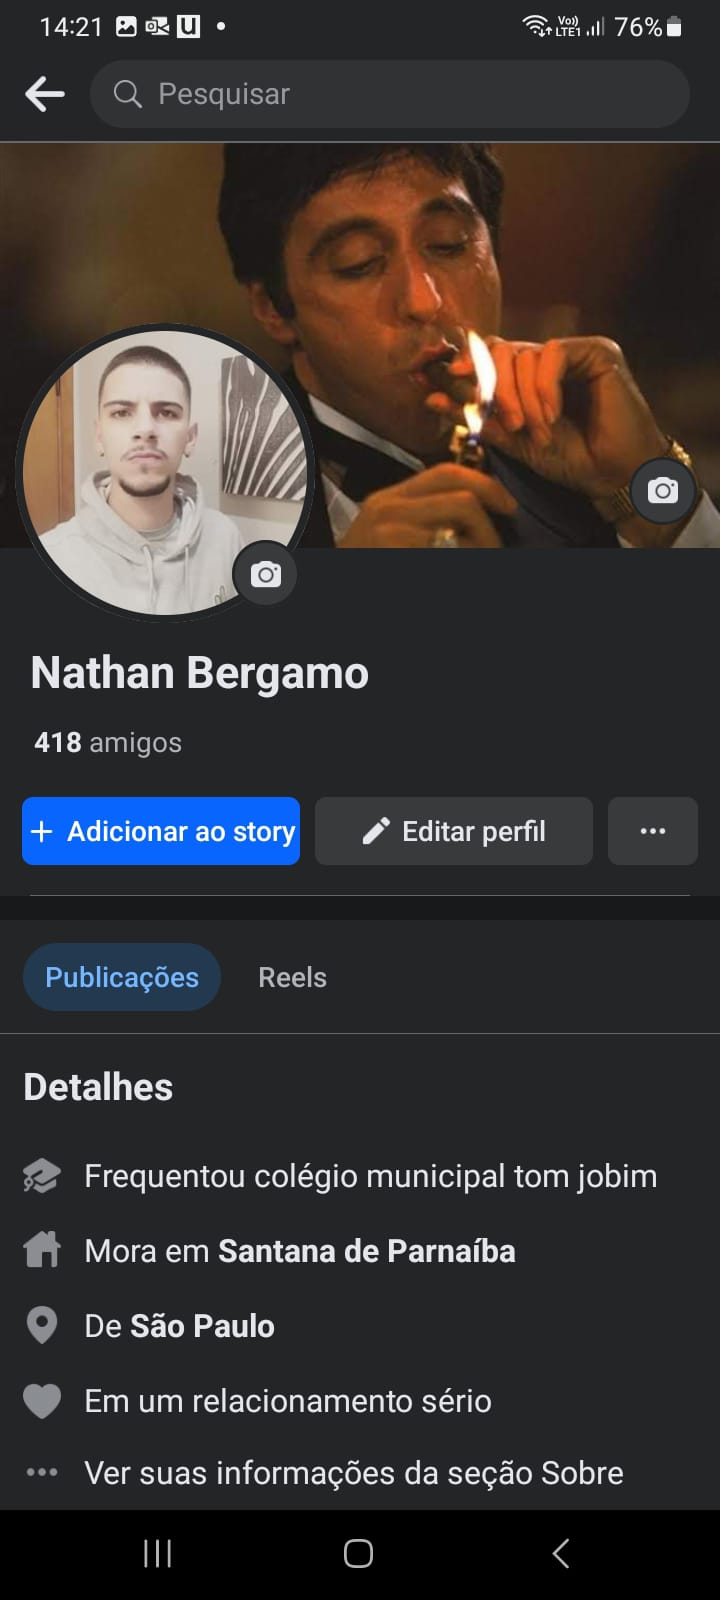 14:21
Vo))
LTE1
76%
Pesquisar
Nathan Bergamo
418 amigos
+ Adicionar ao story
Editar perfil
Publicações
Reels
Detalhes
Frequentou colégio municipal tom jobim
Mora em Santana de Parnaíba
De São Paulo
Em um relacionamento sério
Ver suas informações da seção Sobre